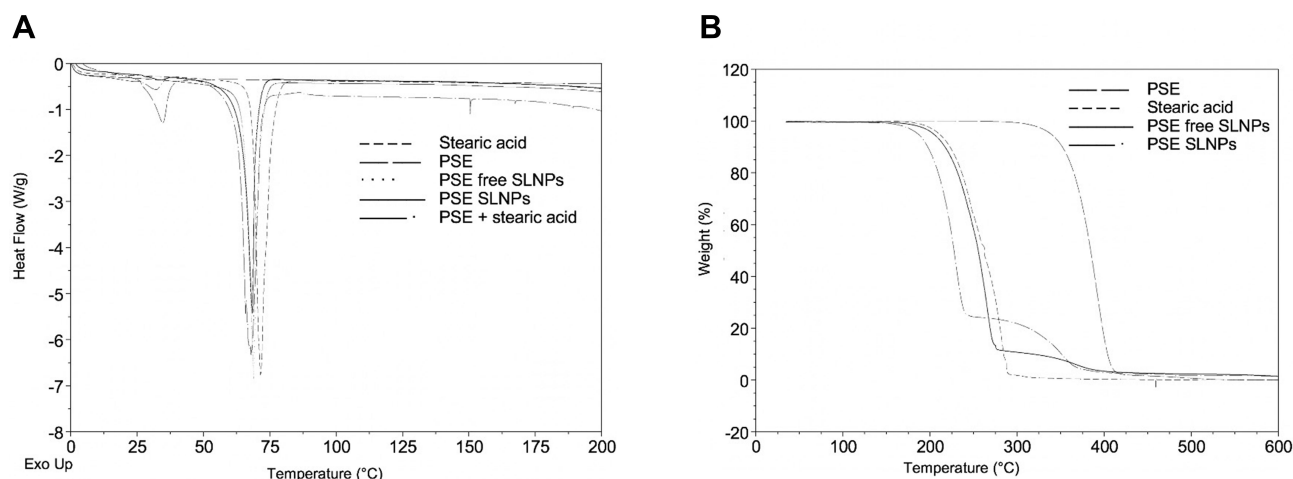 A
0
-1
-2
-3
-4
-5
-6
-7
-8
Heat Flow (W/g)
Stearic acid
PSE
PSE free SLNPs
PSE SLNPs
PSE + stearic acid
0 25 50 75 100 125 150 175 200
Exo Up
Temperature (°C)
B
120
100
80
60
40
20
0
-20
Weight (%)
PSE
Stearic acid
PSE free SLNPs
PSE SLNPs
0 100 200 300 400 500 600
Temperature (°C)